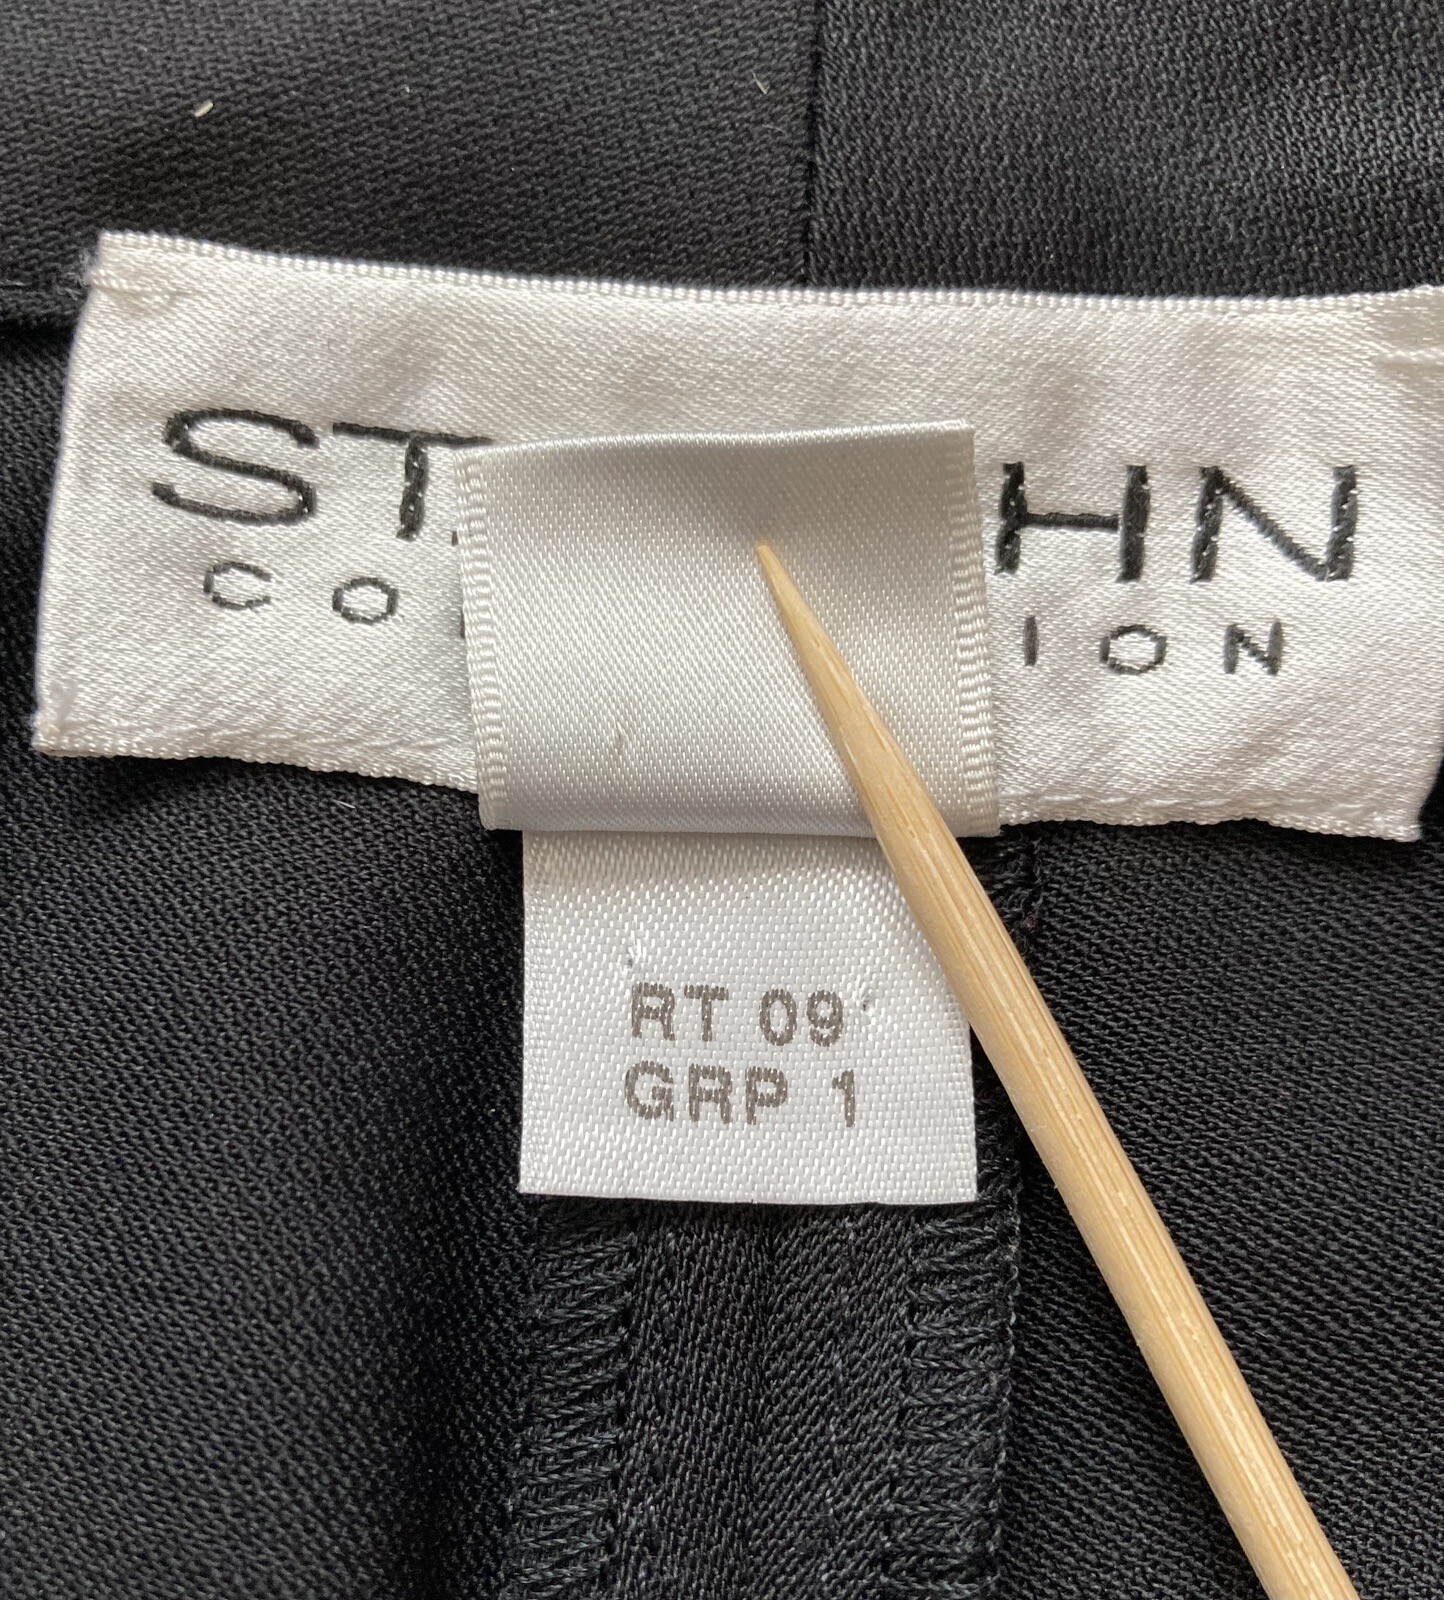 ST. HN
CO ION
RT 09
GRP 1